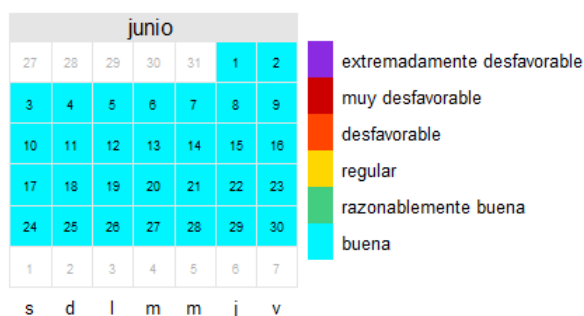 junio
27 28 29 30 31 1 2
3 4 5 6 7 8 9
10 11 12 13 14 15 16
17 18 19 20 21 22 23
24 25 26 27 28 29 30
1 2 3 4 5 6 7
s d l m m j v
extremadamente desfavorable
muy desfavorable
desfavorable
regular
razonablemente buena
buena